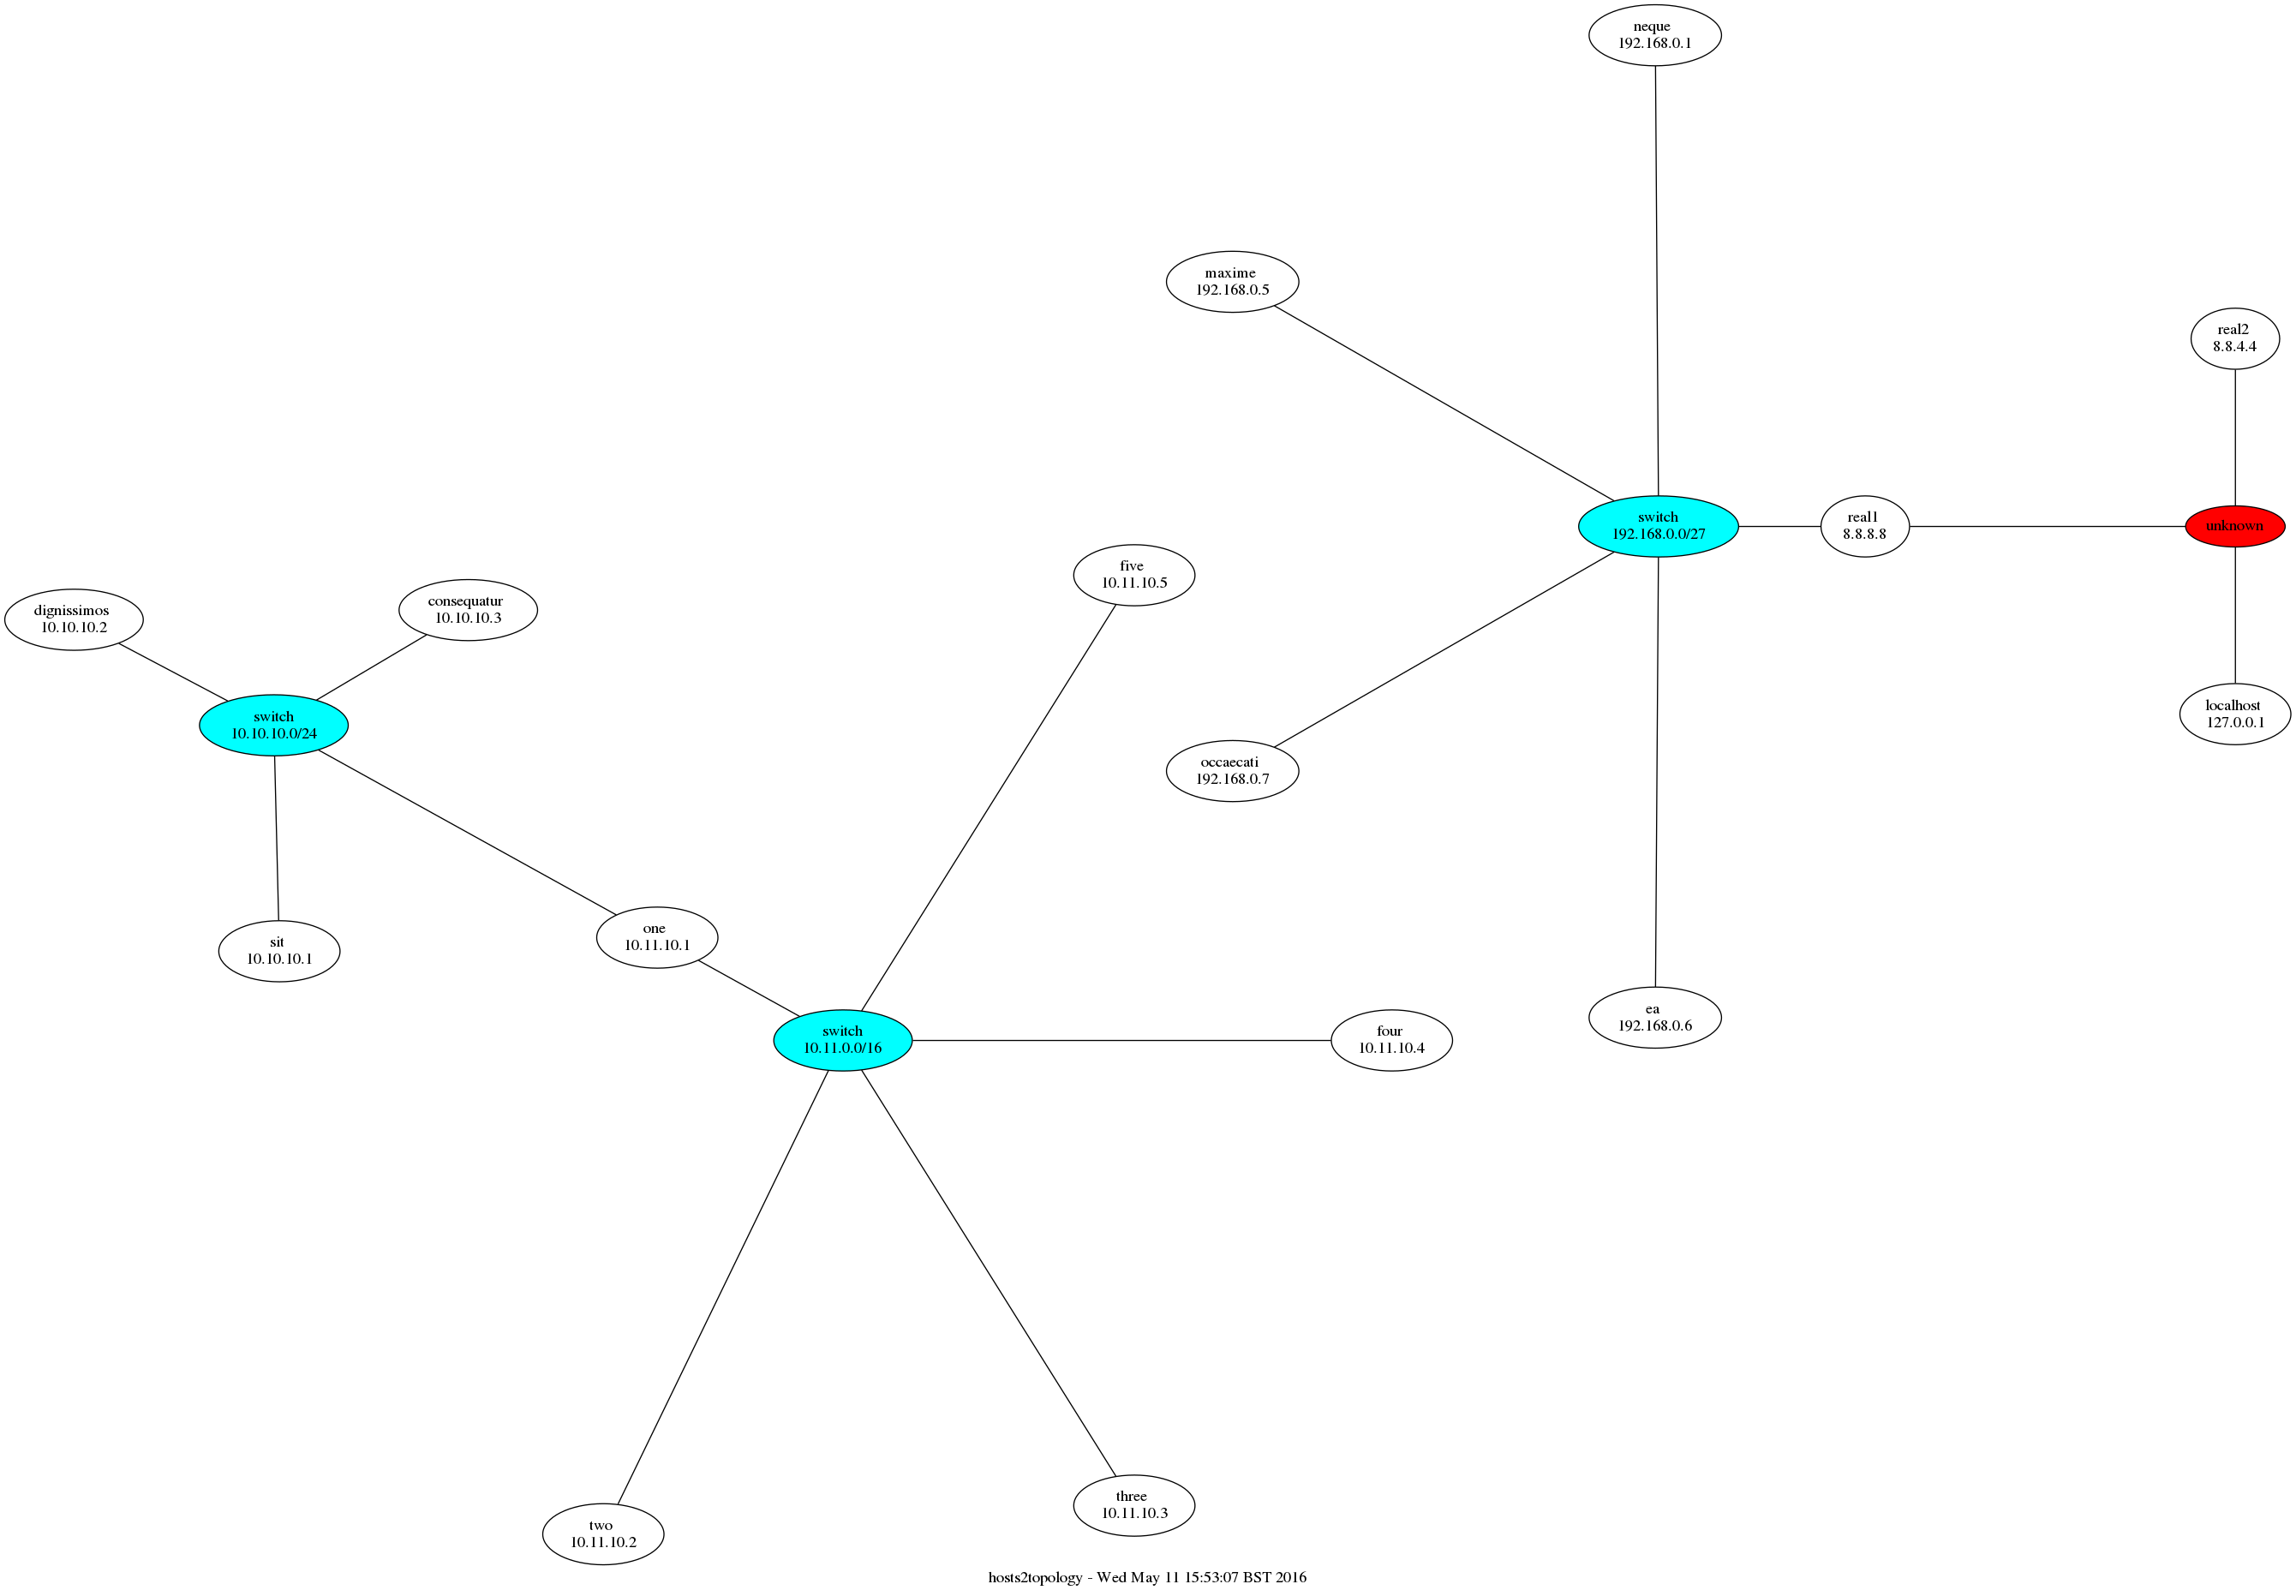 neque
192.168.0.1
maxime
192.168.0.5
real2
8.8.4.4
switch
192.168.0.0/27
real1
8.8.8.8
unknown
five
10.11.10.5
dignissimos
10.10.10.2
consequatur
10.10.10.3
switch
10.10.10.0/24
localhost
127.0.0.1
occaecati
192.168.0.7
one
10.11.10.1
sit
10.10.10.1
ea
192.168.0.6
switch
10.11.0.0/16
four
10.11.10.4
three
10.11.10.3
two
10.11.10.2
hosts2topology - Wed May 11 15:53:07 BST 2016